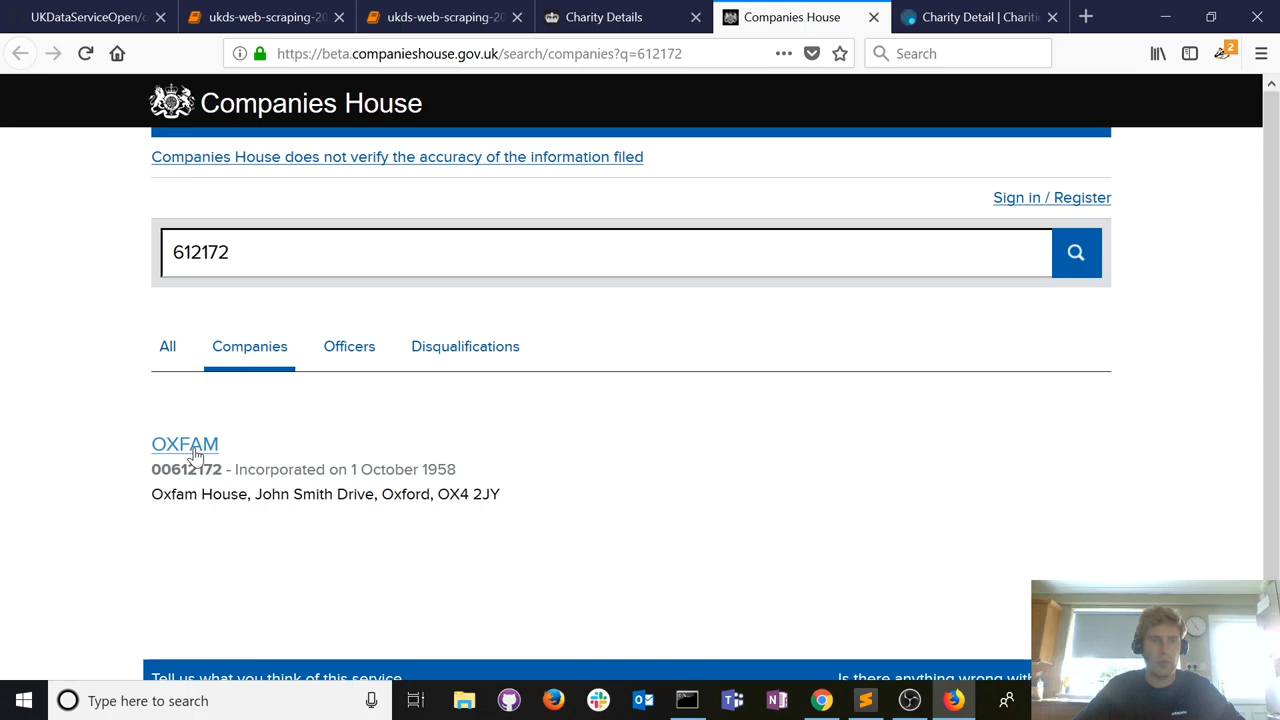 UKDataServiceOpen/c
ukds-web-scraping-20
ukds-web-scraping-20
Charity Details
Companies House
Charity Detail | Chariti
https://beta.companieshouse.gov.uk/search/companies?q=612172
Search
2
Companies House
Companies House does not verify the accuracy of the information filed
Sign in / Register
612172
All
Companies
Officers
Disqualifications
OXFAM
00612172 - Incorporated on 1 October 1958
Oxfam House, John Smith Drive, Oxford, OX4 2JY
Tell us what you think of this service
Is there anything wrong with
Type here to search